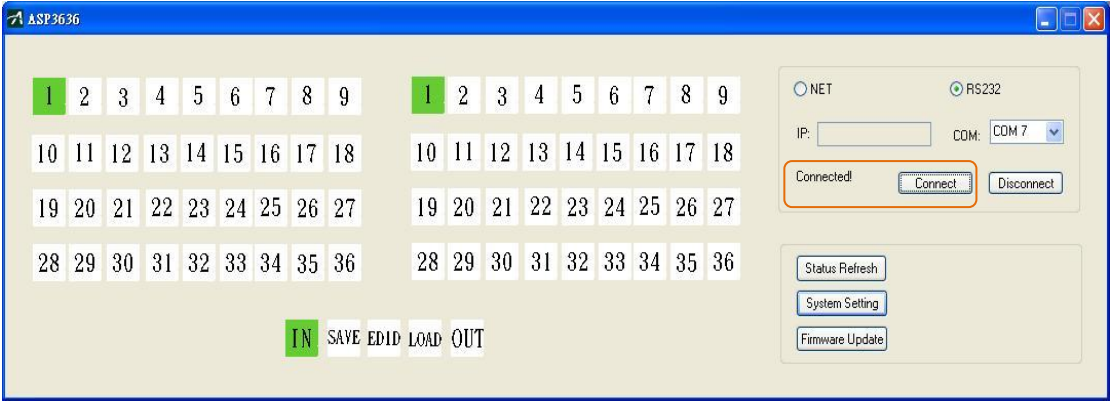 ASP3636
1 2 3 4 5 6 7 8 9
10 11 12 13 14 15 16 17 18
19 20 21 22 23 24 25 26 27
28 29 30 31 32 33 34 35 36
1 2 3 4 5 6 7 8 9
10 11 12 13 14 15 16 17 18
19 20 21 22 23 24 25 26 27
28 29 30 31 32 33 34 35 36
IN SAVE EDID LOAD OUT
NET RS232
IP: COM: COM 7
Connected! Connect Disconnect
Status Refresh
System Setting
Firmware Update